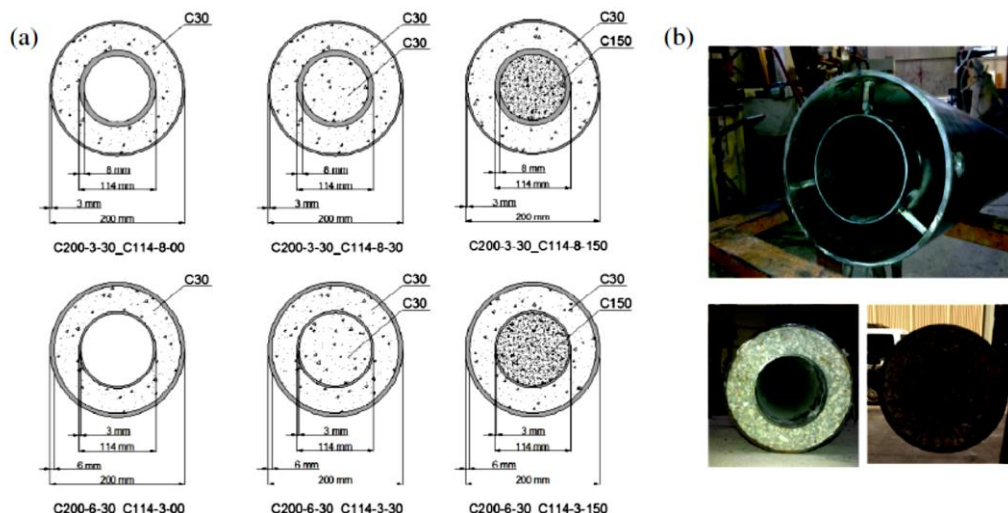 (a)
C30
C30
C30
C30
C150
8 mm
114 mm
3 mm
200 mm
C200-3-30_C114-8-00
8 mm
114 mm
3 mm
200 mm
C200-3-30_C114-8-30
8 mm
114 mm
3 mm
200 mm
C200-3-30_C114-8-150
C30
C30
C30
C30
C150
3 mm
114 mm
6 mm
200 mm
C200-6-30_C114-3-00
3 mm
114 mm
6 mm
200 mm
C200-6-30_C114-3-30
3 mm
114 mm
6 mm
200 mm
C200-6-30_C114-3-150
(b)